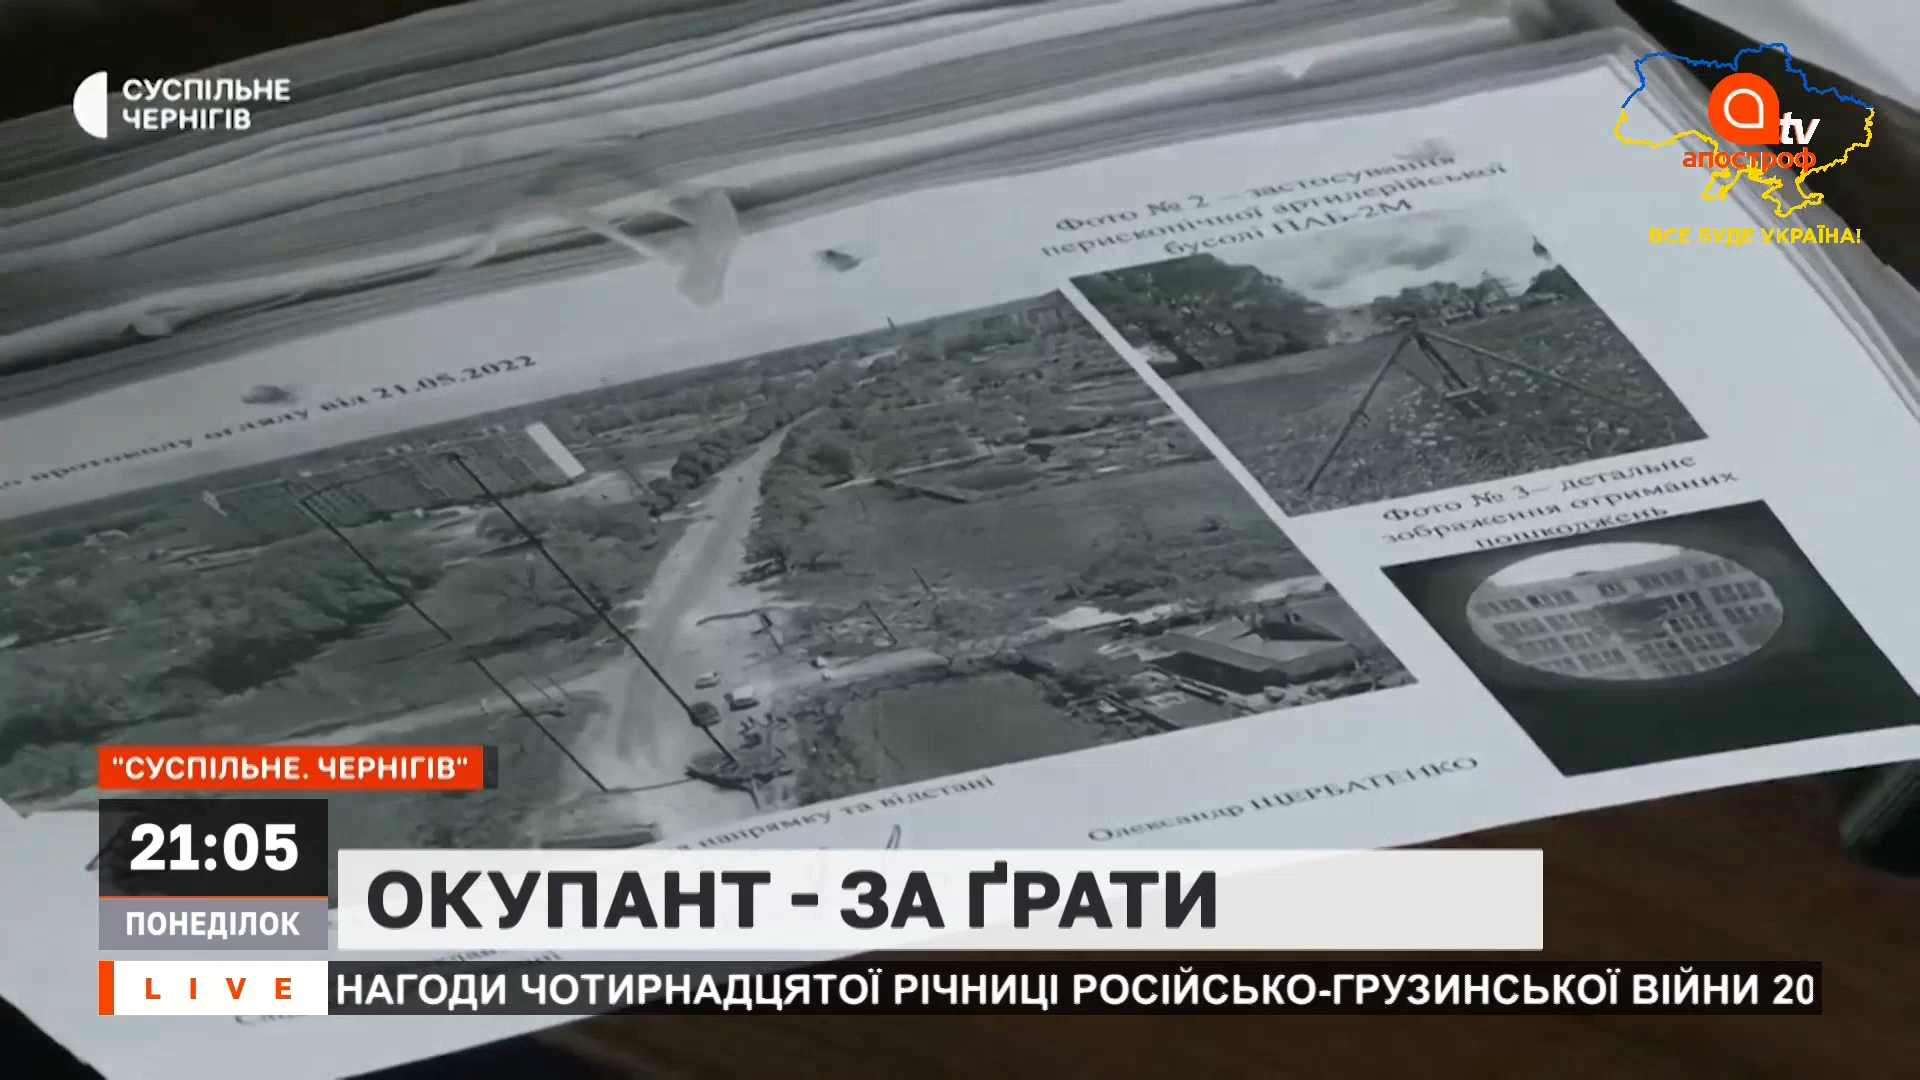 СУСПІЛЬНЕ
ЧЕРНІГІВ
tv
апостроф
ВСЕ БУДЕ УКРАЇНА!
Фото № 2 – застосування
перископічної артилерійської
бусолі ПАБ-2М
протоколу огляду від 21.05.2022
Фото № 3– детальне
зображення отриманих
пошкоджень
напрямку та відстані
Олександр ЩЕРБАТЕНКО
"СУСПІЛЬНЕ. ЧЕРНІГІВ"
21:05
ПОНЕДІЛОК
ОКУПАНТ - ЗА ҐРАТИ
LIVE
НАГОДИ ЧОТИРНАДЦЯТОЇ РІЧНИЦІ РОСІЙСЬКО-ГРУЗИНСЬКОЇ ВІЙНИ 20